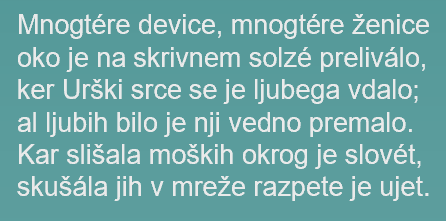 Mnogtére device, mnogtére ženice
oko je na skrivnem solzé preliválo,
ker Urški srce se je ljubega vdalo;
al ljubih bilo je nji vedno premalo.
Kar slišala moških okrog je slovét,
skušála jih v mreže razpete je ujet.